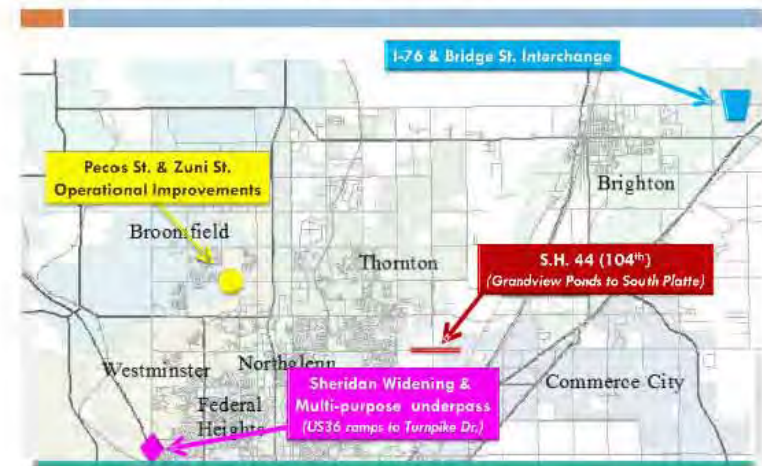 I-76 & Bridge St. Interchange
Pecos St. & Zuni St.
Operational Improvements
Brighton
Broomfield
Thornton
S.H. 44 (104th)
(Grandview Ponds to South Platte)
Westminster
Northglenn
Sheridan Widening &
Multi-purpose underpass
(US36 ramps to Turnpike Dr.)
Commerce City
Federal
Heights